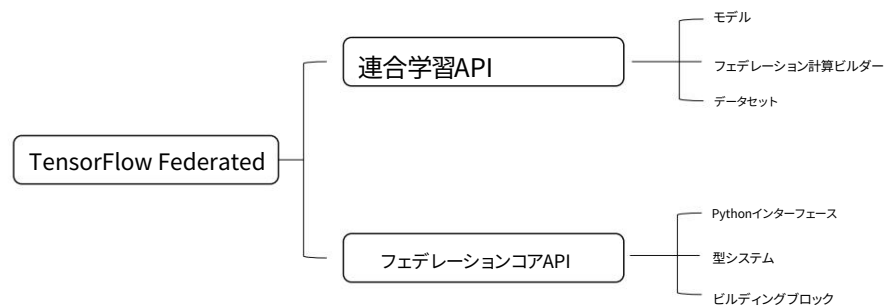 TensorFlow Federated
連合学習API
モデル
フェデレーション計算ビルダー
データセット
フェデレーションコアAPI
Pythonインターフェース
型システム
ビルディングブロック